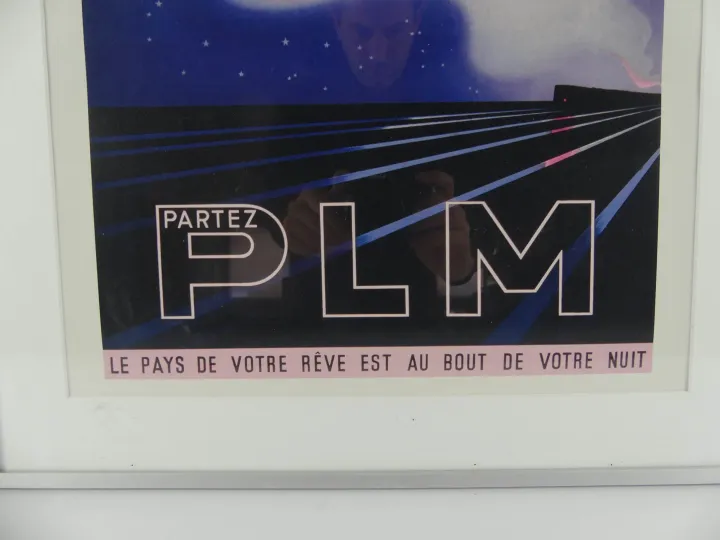 PARTEZ
PLM
LE PAYS DE VOTRE RÊVE EST AU BOUT DE VOTRE NUIT